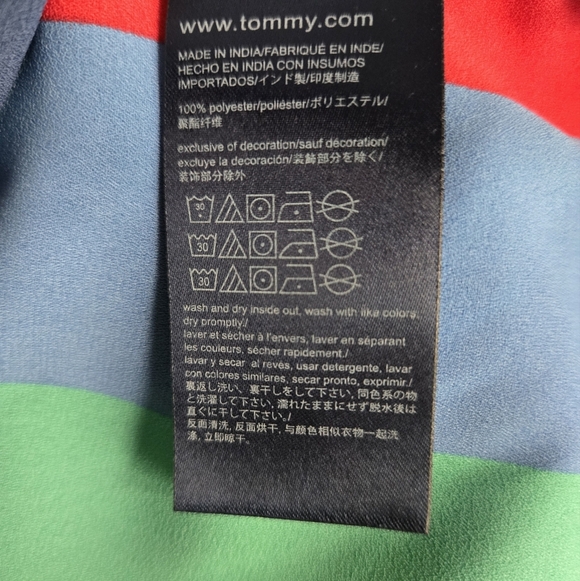 www.tommy.com
MADE IN INDIA/FABRIQUÉ EN INDE/
HECHO EN INDIA CON INSUMOS
IMPORTADOS/インド製/印度制造
100% polyester/poliéster/ポリエステル/
聚酯纤维
exclusive of decoration/sauf décoration/
excluye la decoración/装飾部分を除く/
装饰部分除外
30
30
30
wash and dry inside out, wash with like colors,
dry promptly./
laver et sécher à l'envers, laver en séparant
les couleurs, sécher rapidement./
lavar y secar al revés, usar detergente, lavar
con colores similares, secar pronto, exprimir./
裏返し洗い、裏干しをして下さい, 同色系の物
と洗濯して下さい, 濡れたままにせず脱水後は
直ぐに干して下さい。/
反面清洗, 反面烘干, 与颜色相似衣物一起洗
涤, 立即晾干。